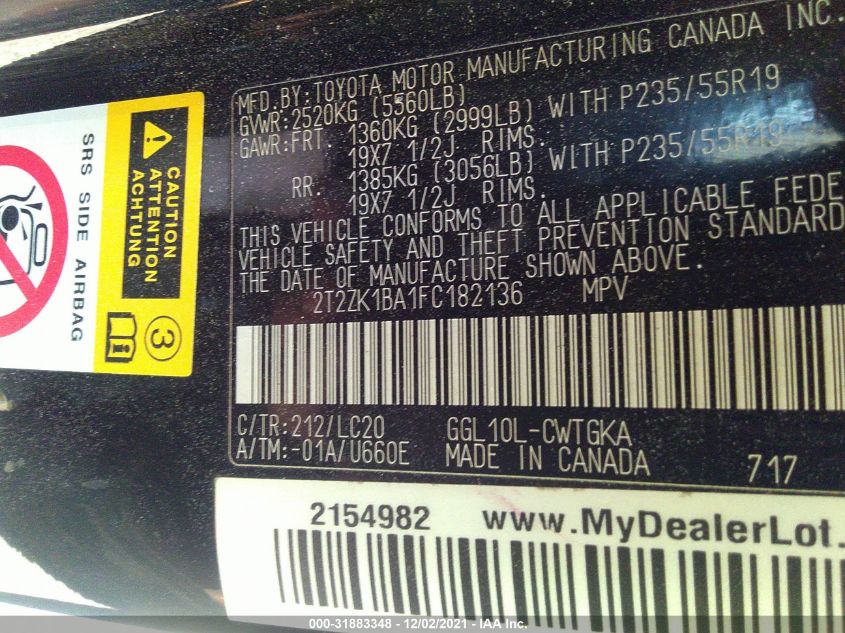 MFD. BY: TOYOTA MOTOR MANUFACTURING CANADA INC.
GVWR:2520KG (5560LB)
GAWR:FRT. 1360KG (2999LB) WITH P235/55R19
19X7 1/2J RIMS.
RR. 1385KG (3056LB) WITH P235/55R19
19X7 1/2J RIMS.
THIS VEHICLE CONFORMS TO ALL APPLICABLE FEDE
VEHICLE SAFETY AND THEFT PREVENTION STANDARD
THE DATE OF MANUFACTURE SHOWN ABOVE.
2T2ZK1BA1FC182136 MPV
C/TR:212/LC20 GGL10L-CWTGKA
A/TM:-01A/U660E MADE IN CANADA 717
CAUTION
ATTENTION
ACHTUNG
SRS SIDE AIRBAG
3
2154982 www.MyDealerLot.
000-31883348 - 12/02/2021 - IAA Inc.